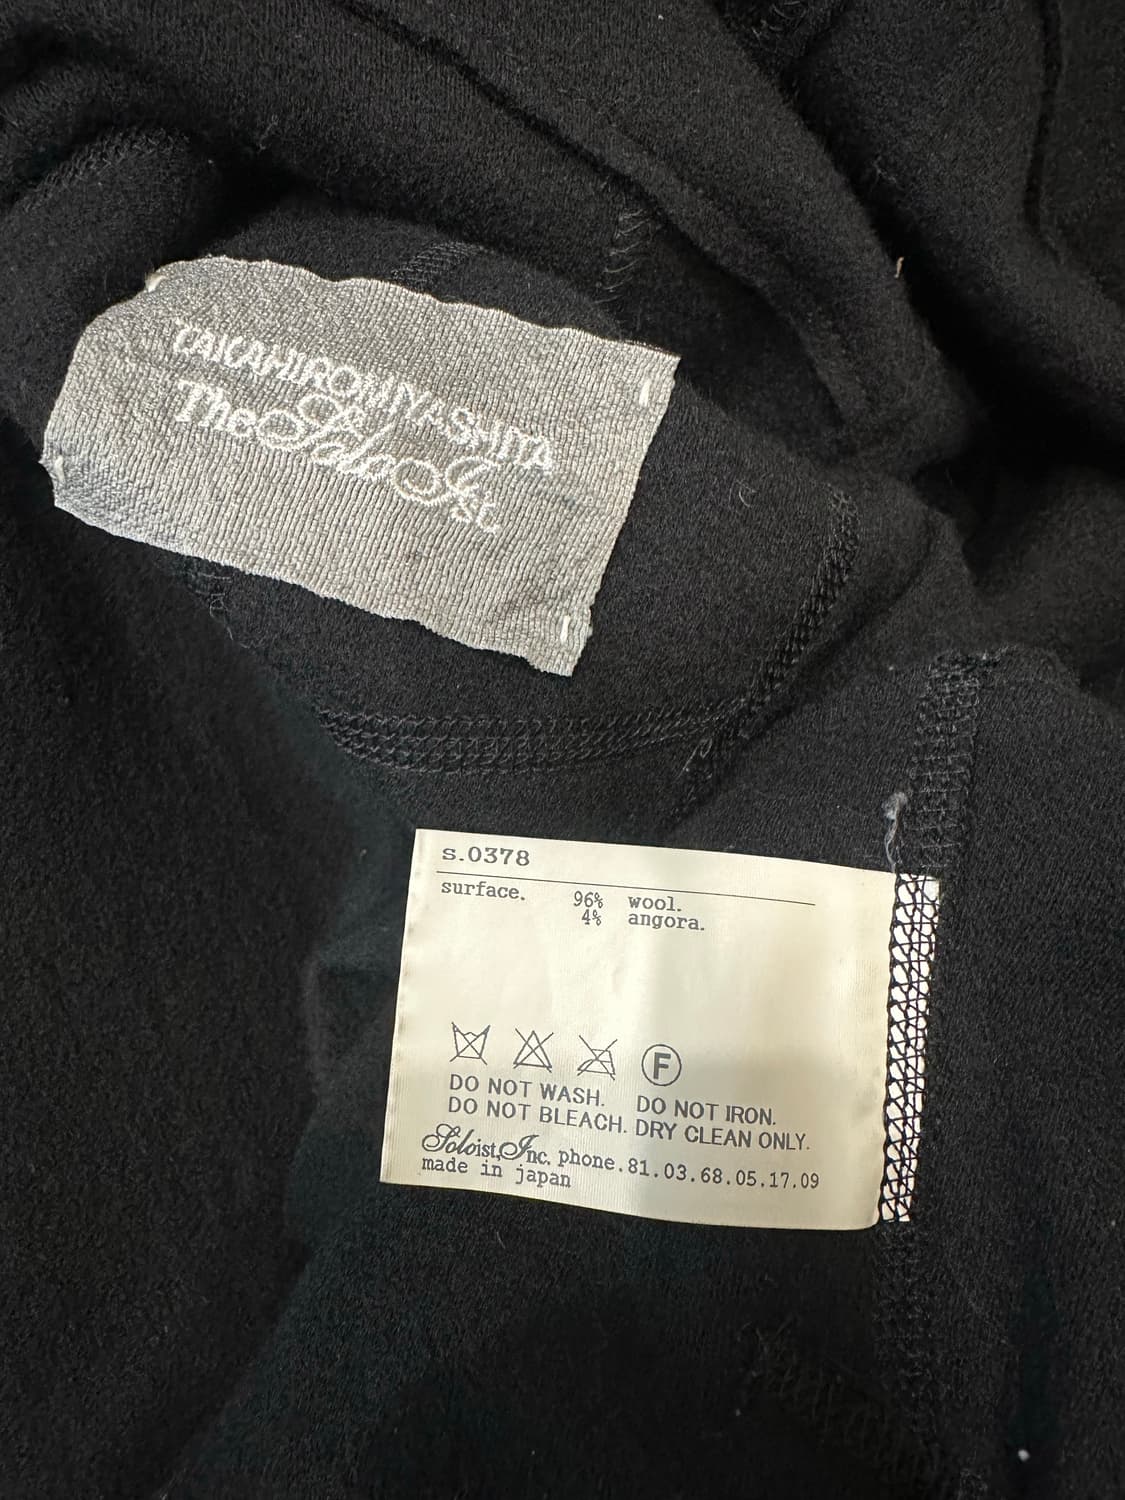 TAKAHIROMIYASHITA
TheSoloIst.
s.0378
surface. 96% wool.
4% angora.
F
DO NOT WASH. DO NOT IRON.
DO NOT BLEACH. DRY CLEAN ONLY.
Soloist,Inc. phone.81.03.68.05.17.09
made in japan